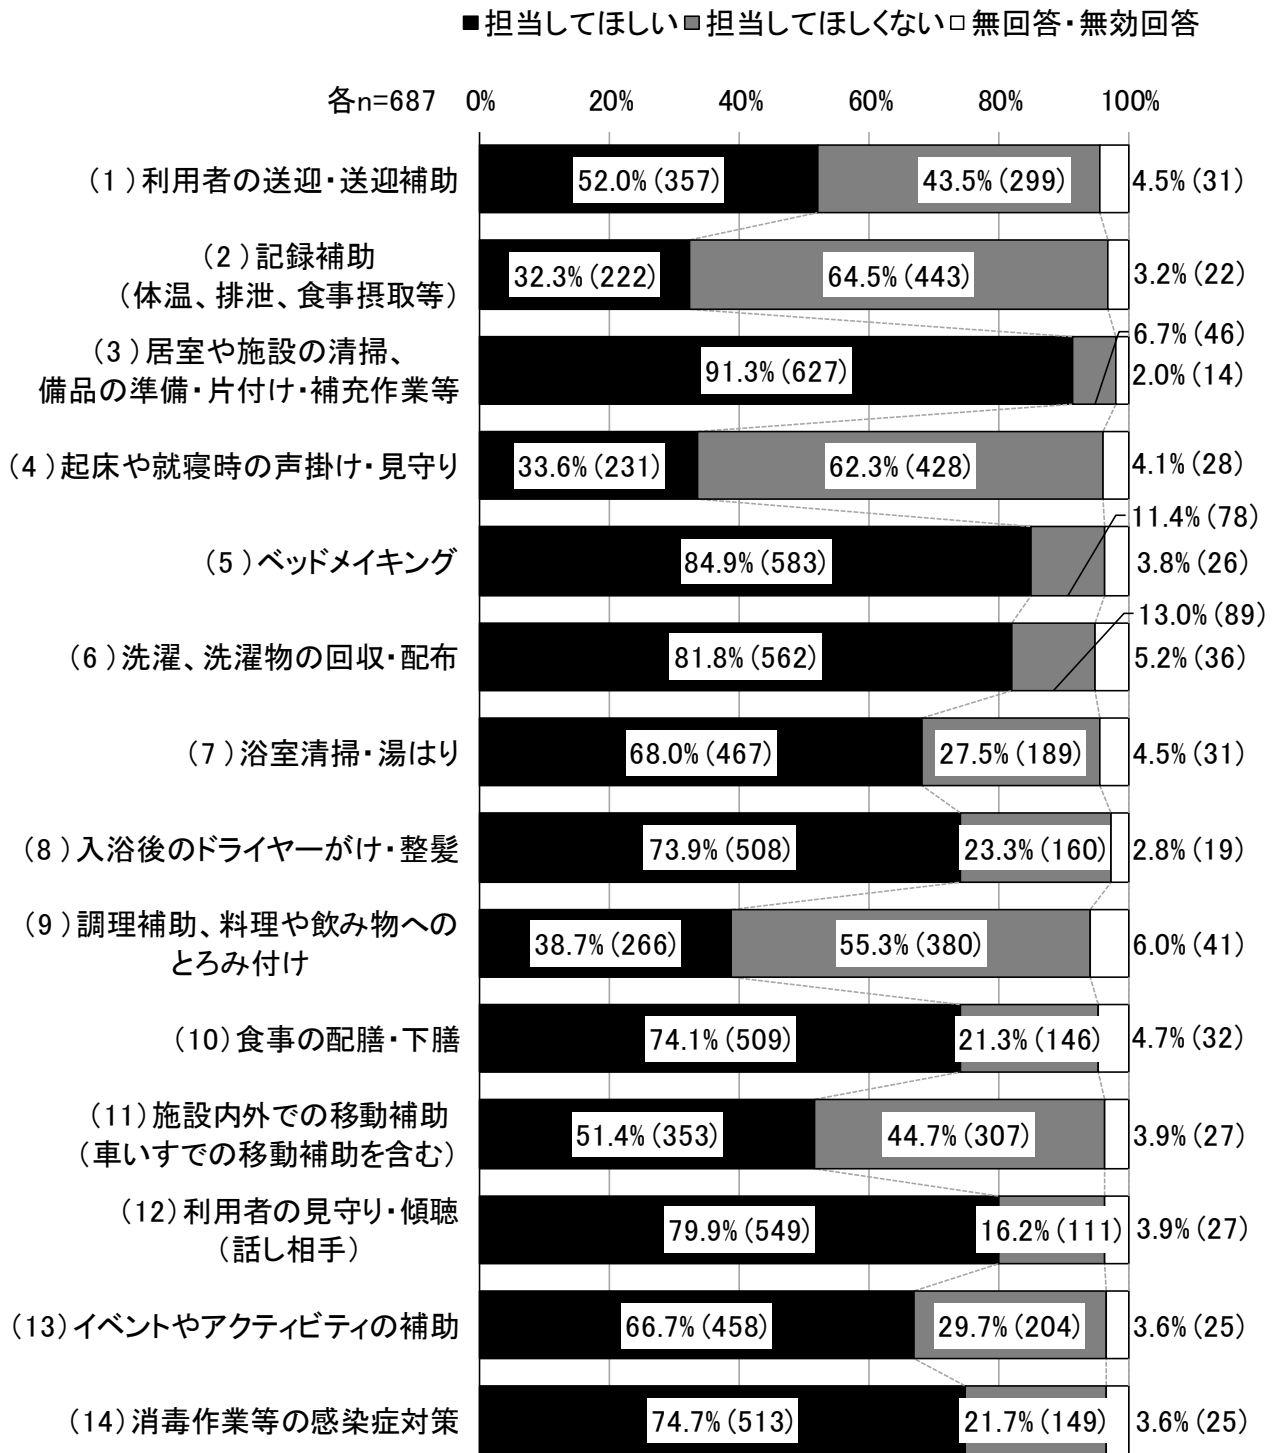 ■担当してほしい ■担当してほしくない □無回答・無効回答
各n=687 0% 20% 40% 60% 80% 100%
(1)利用者の送迎・送迎補助
52.0%(357) 43.5%(299) 4.5%(31)
(2)記録補助
(体温、排泄、食事摂取等)
32.3%(222) 64.5%(443) 3.2%(22)
(3)居室や施設の清掃、
備品の準備・片付け・補充作業等
91.3%(627) 6.7%(46) 2.0%(14)
(4)起床や就寝時の声掛け・見守り
33.6%(231) 62.3%(428) 4.1%(28)
(5)ベッドメイキング
84.9%(583) 11.4%(78) 3.8%(26)
(6)洗濯、洗濯物の回収・配布
81.8%(562) 13.0%(89) 5.2%(36)
(7)浴室清掃・湯はり
68.0%(467) 27.5%(189) 4.5%(31)
(8)入浴後のドライヤーがけ・整髪
73.9%(508) 23.3%(160) 2.8%(19)
(9)調理補助、料理や飲み物への
とろみ付け
38.7%(266) 55.3%(380) 6.0%(41)
(10)食事の配膳・下膳
74.1%(509) 21.3%(146) 4.7%(32)
(11)施設内外での移動補助
(車いすでの移動補助を含む)
51.4%(353) 44.7%(307) 3.9%(27)
(12)利用者の見守り・傾聴
(話し相手)
79.9%(549) 16.2%(111) 3.9%(27)
(13)イベントやアクティビティの補助
66.7%(458) 29.7%(204) 3.6%(25)
(14)消毒作業等の感染症対策
74.7%(513) 21.7%(149) 3.6%(25)